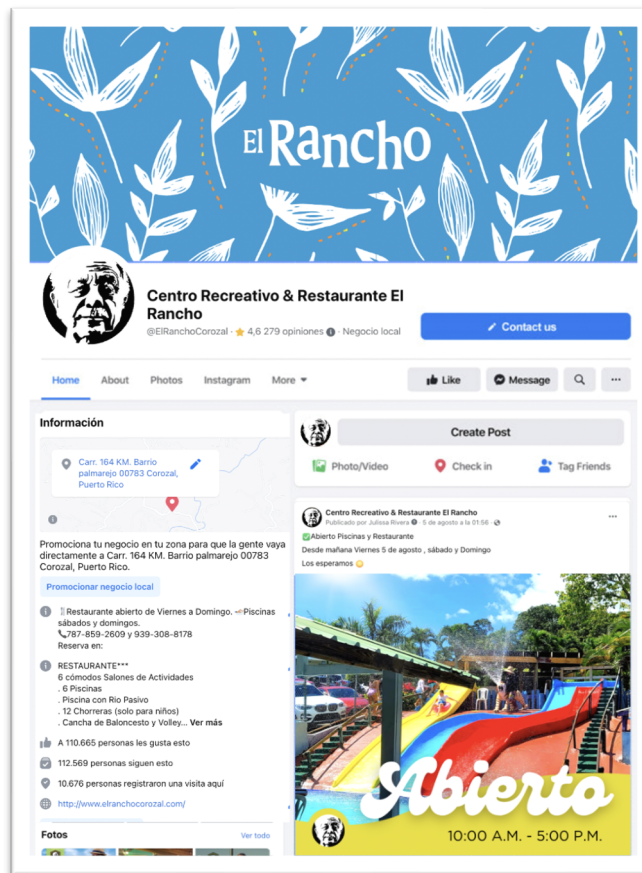 El Rancho
Centro Recreativo & Restaurante El
Rancho
@ElRanchoCorozal · 4,6 279 opiniones · Negocio local
Contact us
Home About Photos Instagram More
Like Message
Información
Carr. 164 KM. Barrio
palmarejo 00783 Corozal,
Puerto Rico
Promociona tu negocio en tu zona para que la gente vaya
directamente a Carr. 164 KM. Barrio palmarejo 00783
Corozal, Puerto Rico.
Promocionar negocio local
Restaurante abierto de Viernes a Domingo. Piscinas
sábados y domingos.
787-859-2609 y 939-308-8178
Reserva en:
RESTAURANTE***
6 cómodos Salones de Actividades
. 6 Piscinas
. Piscina con Rio Pasivo
. 12 Chorreras (solo para niños)
. Cancha de Baloncesto y Volley... Ver más
A 110.665 personas les gusta esto
112.569 personas siguen esto
10.676 personas registraron una visita aquí
http://www.elranchocorozal.com/
Fotos Ver todo
Create Post
Photo/Video Check in Tag Friends
Centro Recreativo & Restaurante El Rancho
Publicado por Julissa Rivera · 5 de agosto a la 01:56 ·
Abierto Piscinas y Restaurante
Desde mañana Viernes 5 de agosto , sábado y Domingo
Los esperamos
Abierto
10:00 A.M. - 5:00 P.M.